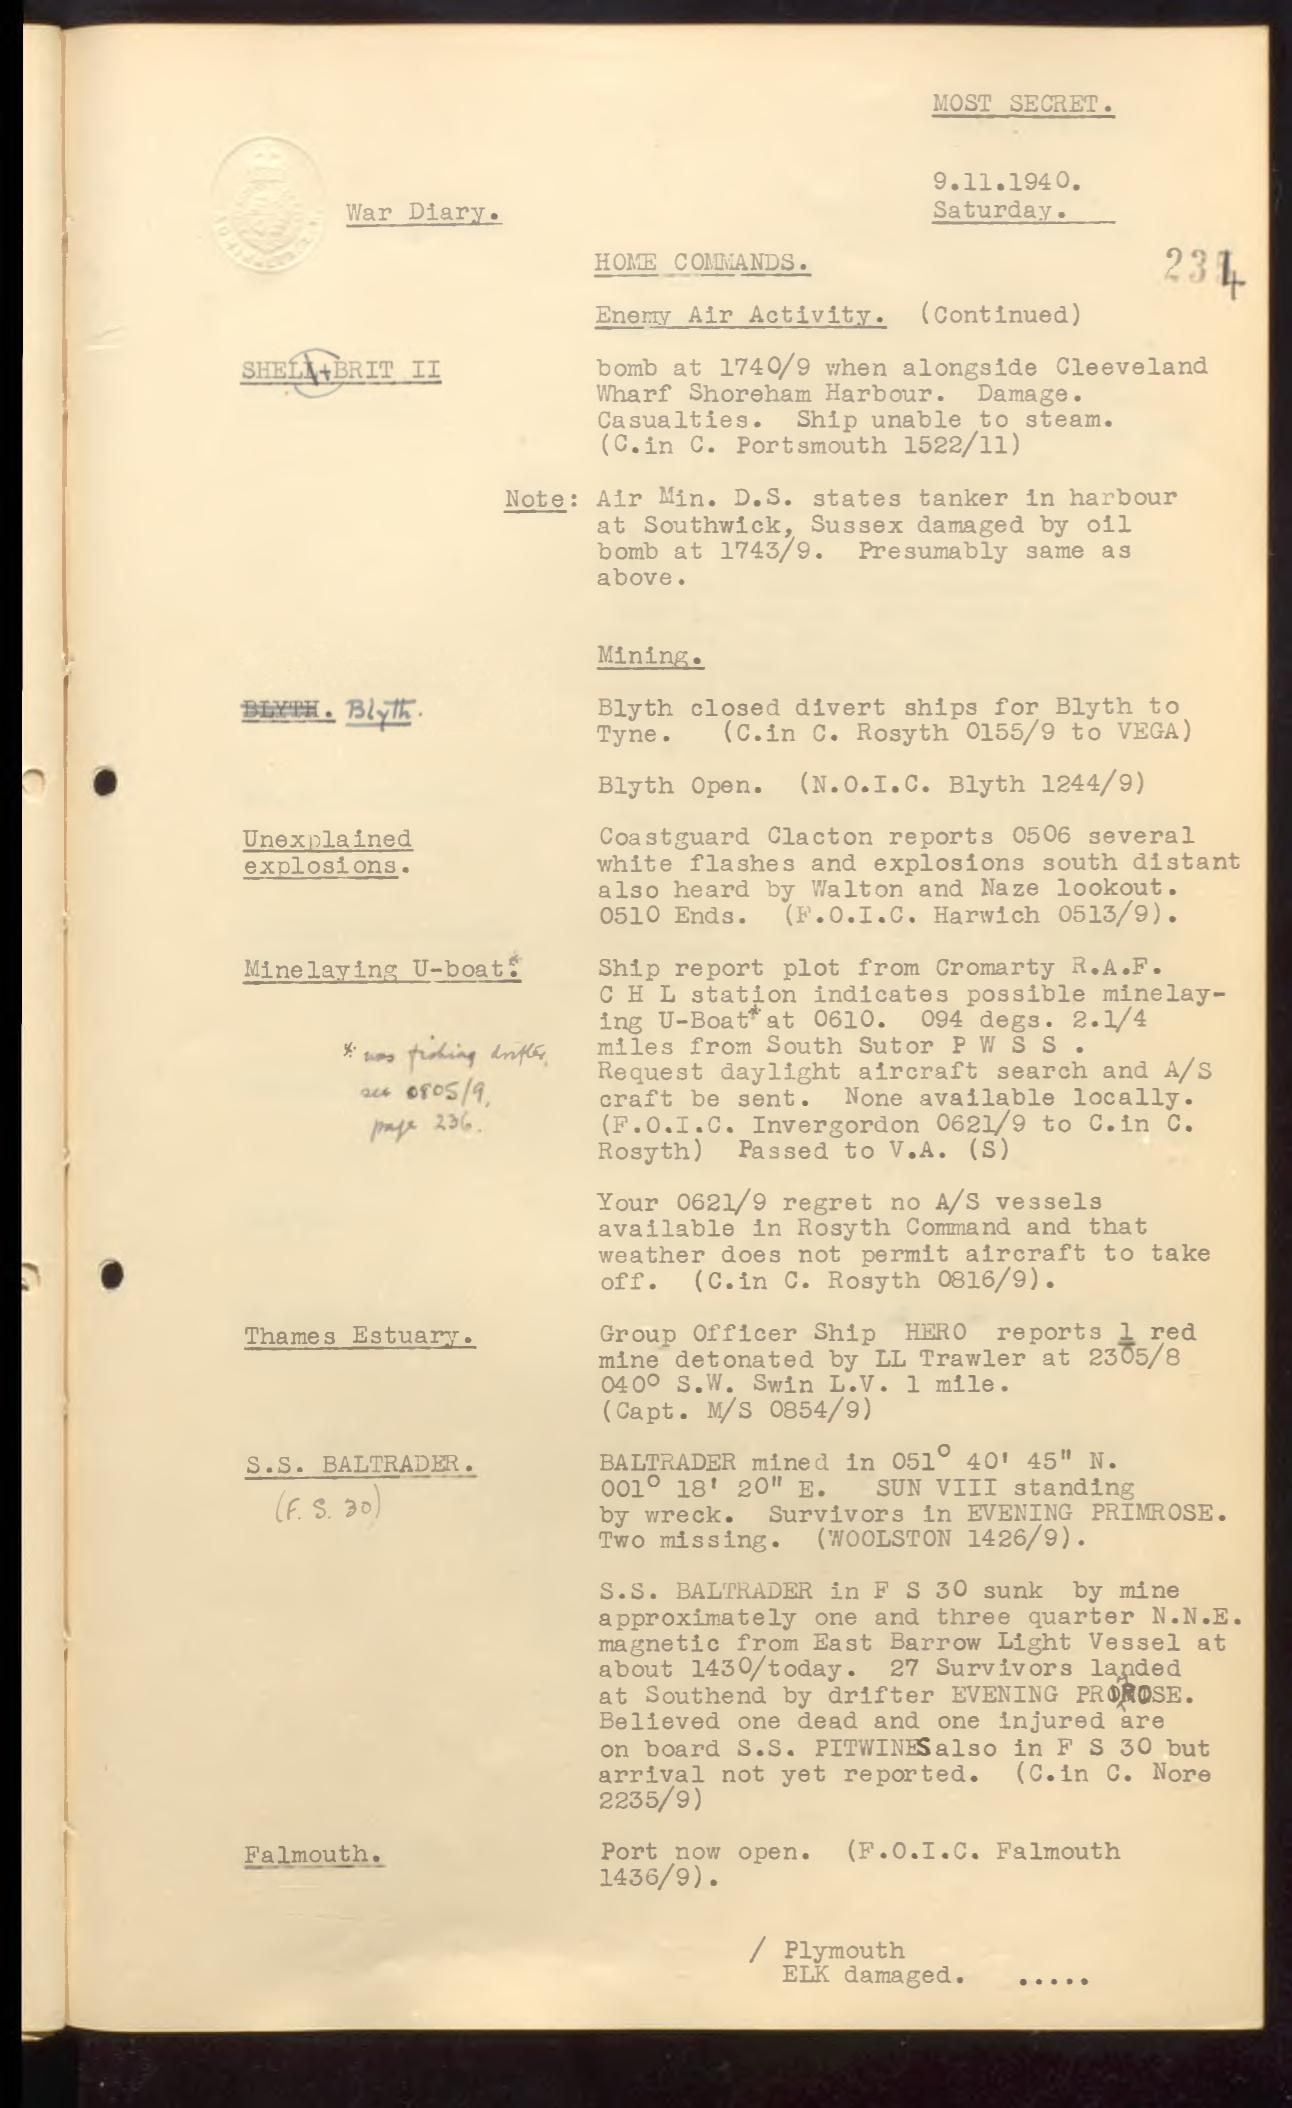 MOST SECRET.
9.11.1940.
Saturday.
War Diary.
HOME COMMANDS.
234
Enemy Air Activity. (Continued)
SHELL+BRIT II
bomb at 1740/9 when alongside Cleeveland
Wharf Shoreham Harbour. Damage.
Casualties. Ship unable to steam.
(C.in C. Portsmouth 1522/11)
Note: Air Min. D.S. states tanker in harbour
at Southwick, Sussex damaged by oil
bomb at 1743/9. Presumably same as
above.
Mining.
BLYTH. Blyth.
Blyth closed divert ships for Blyth to
Tyne. (C.in C. Rosyth 0155/9 to VEGA)
Blyth Open. (N.O.I.C. Blyth 1244/9)
Unexplained
explosions.
Coastguard Clacton reports 0506 several
white flashes and explosions south distant
also heard by Walton and Naze lookout.
0510 Ends. (F.O.I.C. Harwich 0513/9).
Minelaying U-boat.*
* was fishing drifter,
see 0805/9,
page 236.
Ship report plot from Cromarty R.A.F.
C H L station indicates possible minelay-
ing U-Boat* at 0610. 094 degs. 2.1/4
miles from South Sutor P W S S .
Request daylight aircraft search and A/S
craft be sent. None available locally.
(F.O.I.C. Invergordon 0621/9 to C.in C.
Rosyth) Passed to V.A. (S)
Your 0621/9 regret no A/S vessels
available in Rosyth Command and that
weather does not permit aircraft to take
off. (C.in C. Rosyth 0816/9).
Thames Estuary.
Group Officer Ship HERO reports 1 red
mine detonated by LL Trawler at 2305/8
040° S.W. Swin L.V. 1 mile.
(Capt. M/S 0854/9)
S.S. BALTRADER.
(F. S. 30)
BALTRADER mined in 051° 40' 45" N.
001° 18' 20" E. SUN VIII standing
by wreck. Survivors in EVENING PRIMROSE.
Two missing. (WOOLSTON 1426/9).
S.S. BALTRADER in F S 30 sunk by mine
approximately one and three quarter N.N.E.
magnetic from East Barrow Light Vessel at
about 1430/today. 27 Survivors landed
at Southend by drifter EVENING
Believed one dead and one injured are
on board S.S. PITWINES also in F S 30 but
arrival not yet reported. (C.in C. Nore
2235/9)
Falmouth.
Port now open. (F.O.I.C. Falmouth
1436/9).
/ Plymouth
ELK damaged. .....